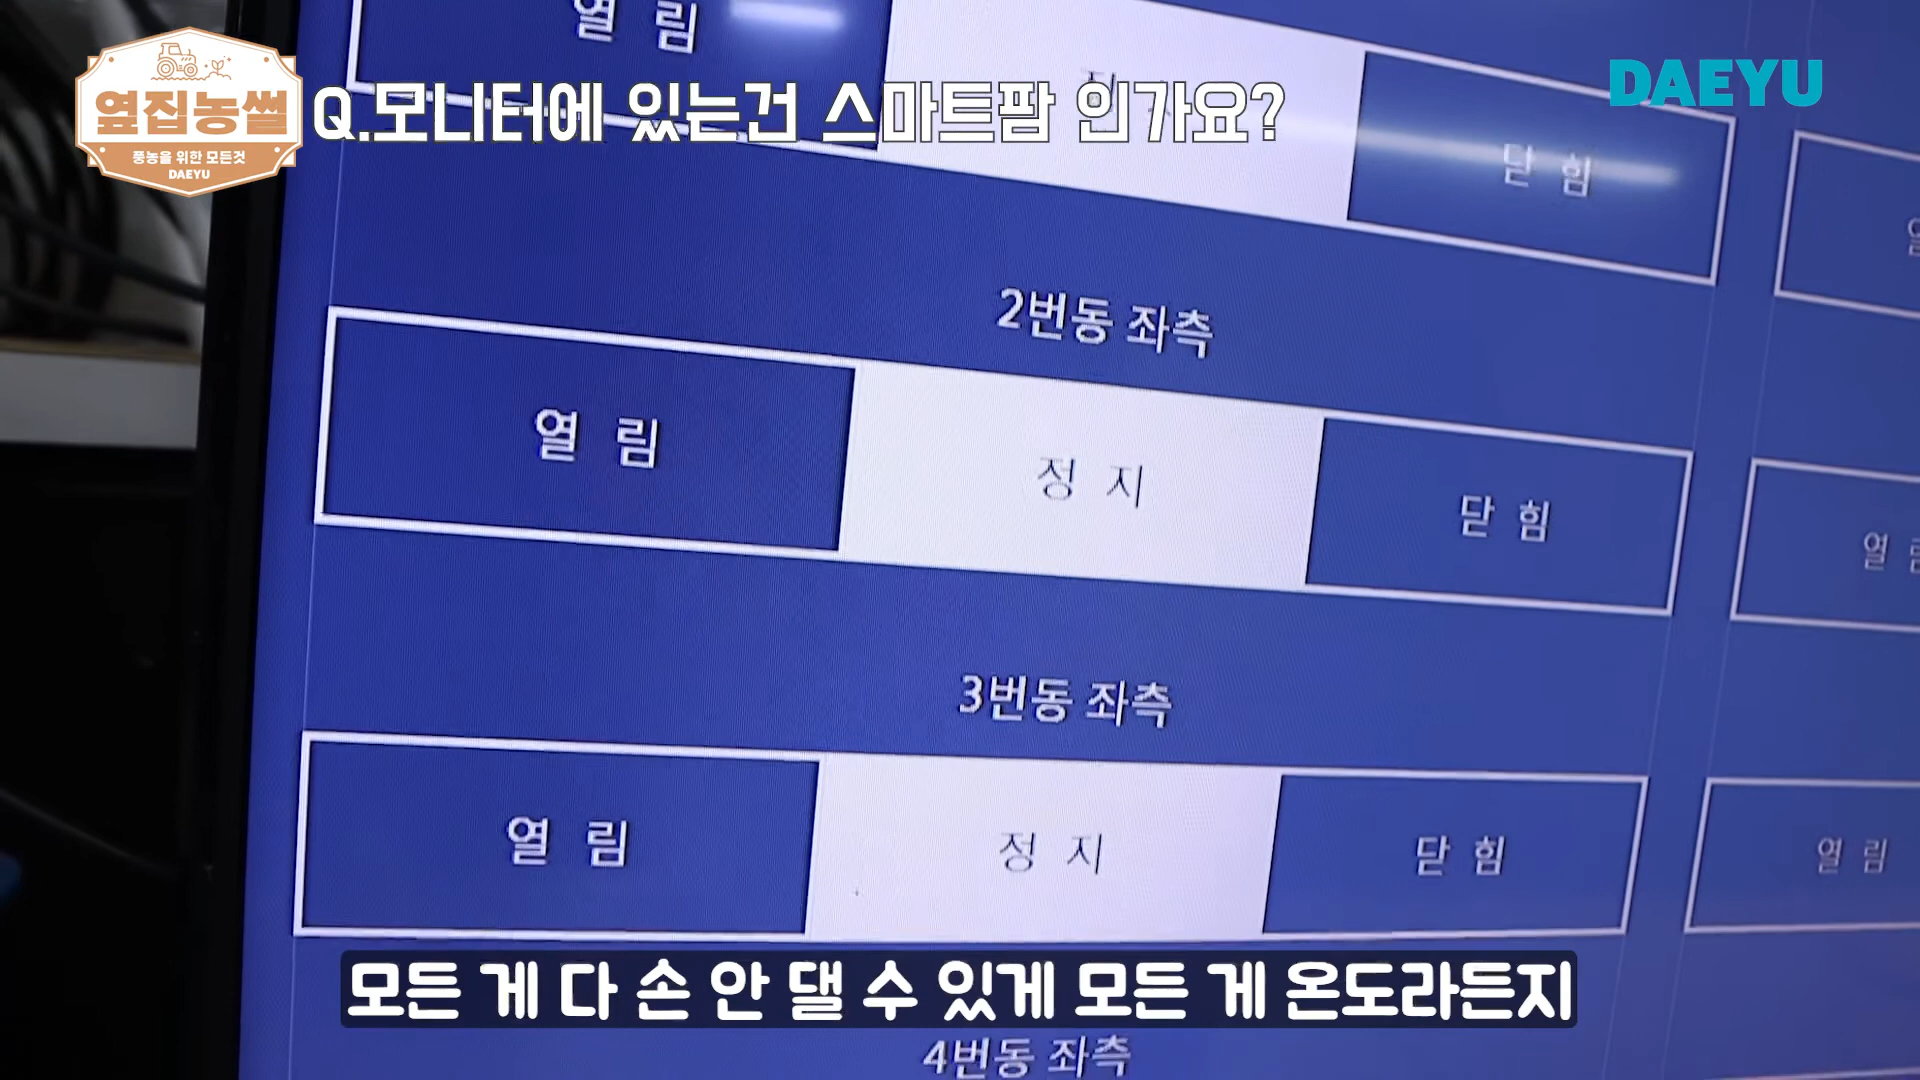 열 림
옆집농썰
풍농을 위한 모든것
DAEYU
Q.모니터에 있는건 스마트팜 인가요?
DAEYU
닫 힘
2번동 좌측
열 림 정 지 닫 힘
3번동 좌측
열 림 정 지 닫 힘 열 림
모든 게 다 손 안 댈 수 있게 모든 게 온도라든지
4번동 좌측